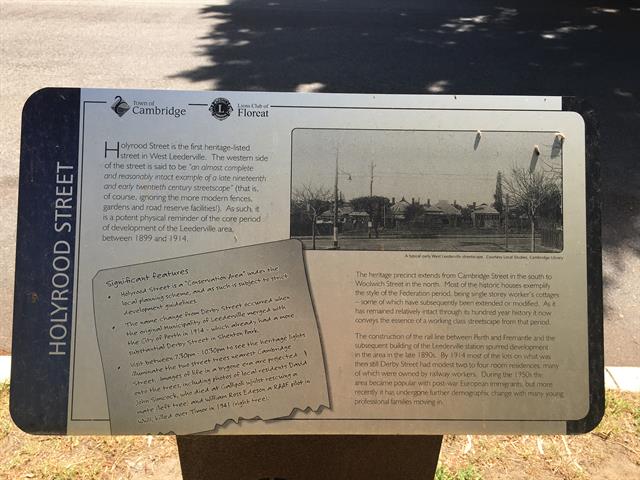 HOLYROOD STREET
Town of
Cambridge
Lions Club of
Floreat
Holyrood Street is the first heritage-listed
street in West Leederville. The western side
of the street is said to be "an almost complete
and reasonably intact example of a late nineteenth
and early twentieth century streetscape" (that is,
of course, ignoring the more modern fences,
gardens and road reserve facilities!). As such, it
is a potent physical reminder of the core period
of development of the Leederville area,
between 1899 and 1914.
A typical early West Leederville streetscape. Courtesy Local Studies, Cambridge Library
Significant features
• Holyrood Street is a "Conservation Area" under the
local planning scheme, and as such is subject to strict
development guidelines.
• The name change from Derby Street occurred when
the original municipality of Leederville merged with
the City of Perth in 1914 - which already had a more
substantial Derby Street in Shenton Park.
• Visit between 7.30pm - 10.30pm to see the heritage lights
illuminate the two street trees nearest Cambridge
Street. Images of life in a bygone era are projected
onto the trees, including photos of local residents David
John Simcock, who died at Gallipoli whilst rescuing a
mate (left tree) and William Ross Edeson a RAAF pilot in
WWII, killed over Timor in 1941 (right tree).
The heritage precinct extends from Cambridge Street in the south to
Woolwich Street in the north. Most of the historic houses exemplify
the style of the Federation period, being single storey worker's cottages
– some of which have subsequently been extended or modified. As it
has remained relatively intact through its hundred year history it now
conveys the essence of a working class streetscape from that period.
The construction of the rail line between Perth and Fremantle and the
subsequent building of the Leederville station spurred development
in the area in the late 1890s. By 1914 most of the lots on what was
then still Derby Street had modest two to four room residences, many
of which were owned by railway workers. During the 1950s the
area became popular with post-war European immigrants, but more
recently it has undergone further demographic change with many young
professional families moving in.